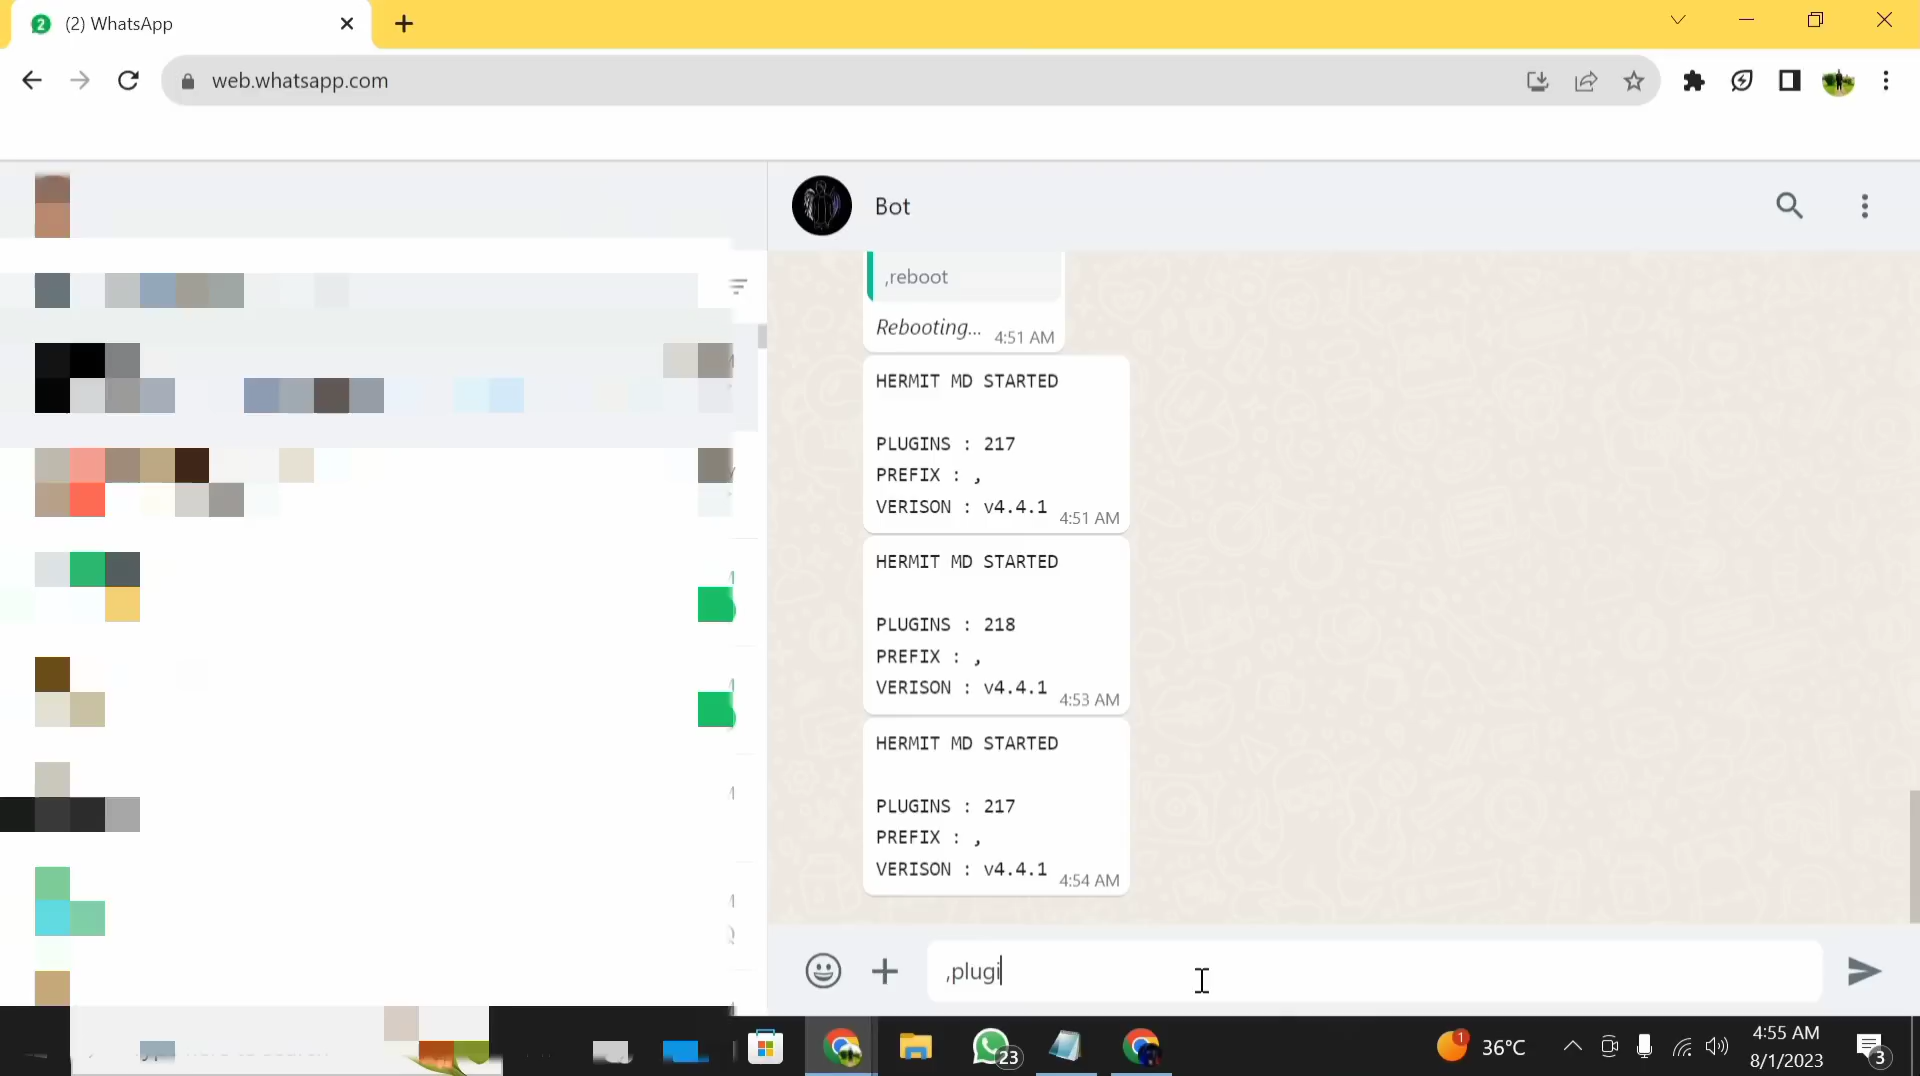 (2) WhatsApp
web.whatsapp.com
Bot
,reboot
Rebooting...
4:51 AM
HERMIT MD STARTED
PLUGINS : 217
PREFIX : ,
VERISON : v4.4.1
4:51 AM
HERMIT MD STARTED
PLUGINS : 218
PREFIX : ,
VERISON : v4.4.1
4:53 AM
HERMIT MD STARTED
PLUGINS : 217
PREFIX : ,
VERISON : v4.4.1
4:54 AM
,plugi
23
1
36°C
4:55 AM
8/1/2023
3